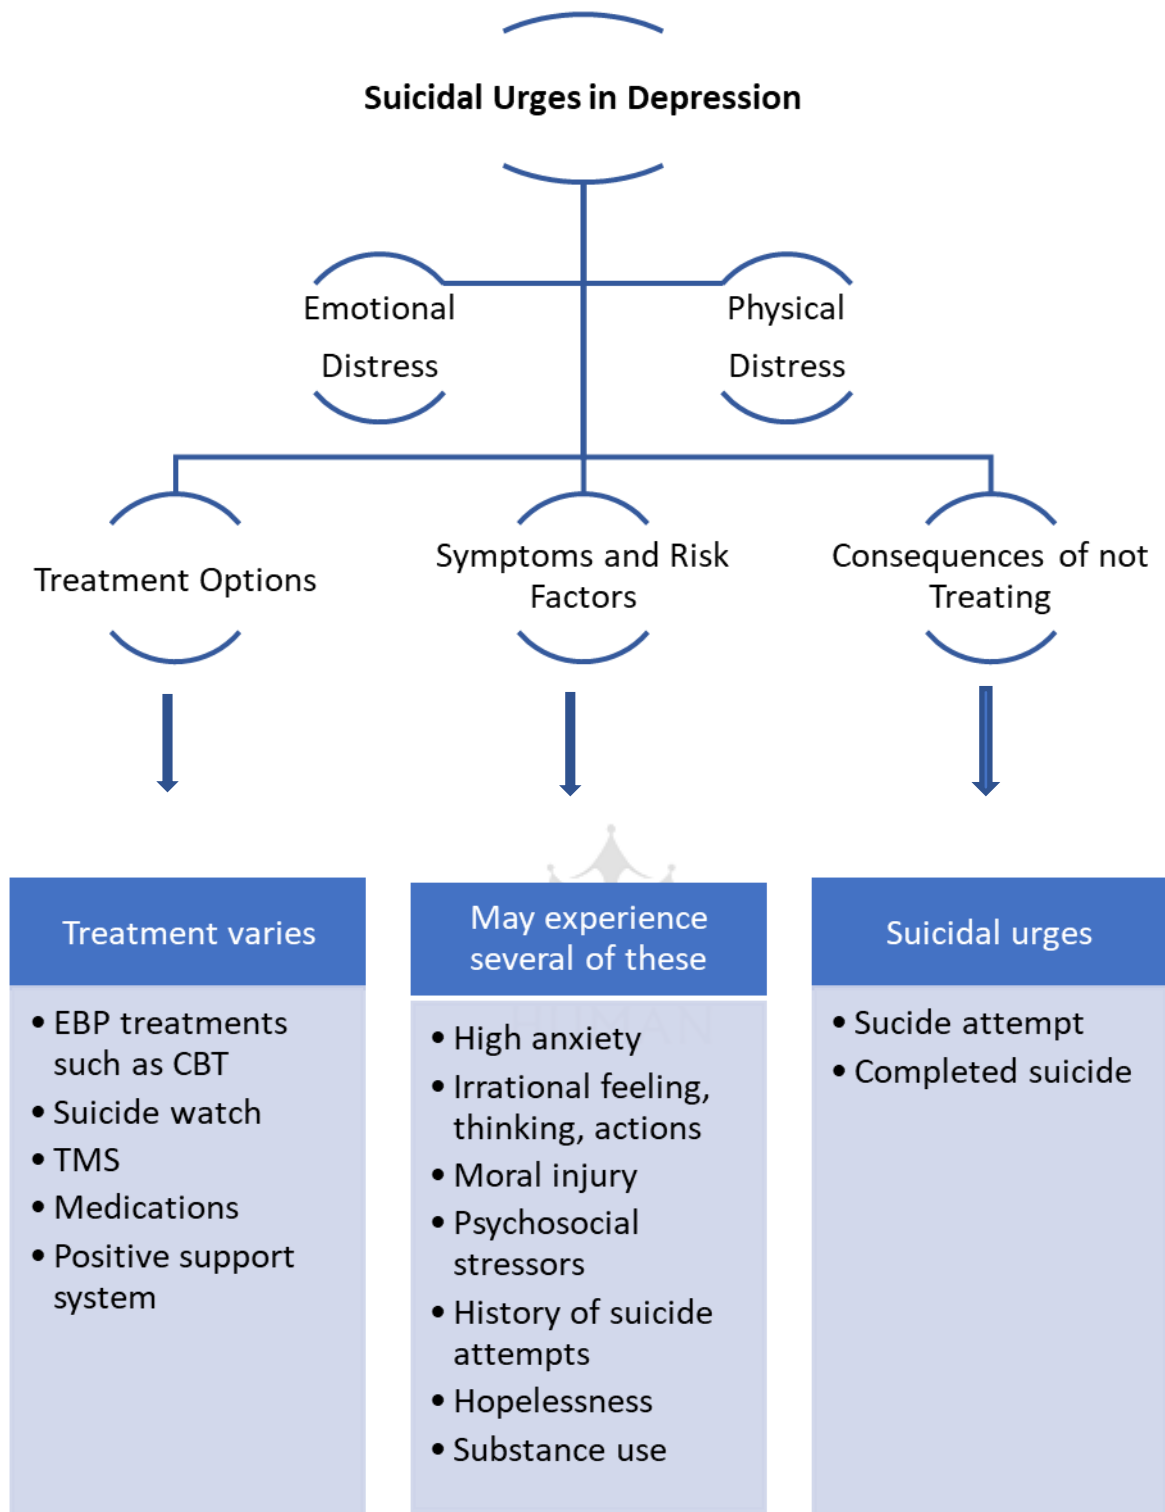 Suicidal Urges in Depression
Emotional
Distress
Physical
Distress
Treatment Options
Symptoms and Risk
Factors
Consequences of not
Treating
Treatment varies
• EBP treatments
such as CBT
• Suicide watch
• TMS
• Medications
• Positive support
system
May experience
several of these
HUMAN
• High anxiety
• Irrational feeling,
thinking, actions
• Moral injury
• Psychosocial
stressors
• History of suicide
attempts
• Hopelessness
• Substance use
Suicidal urges
• Sucide attempt
• Completed suicide